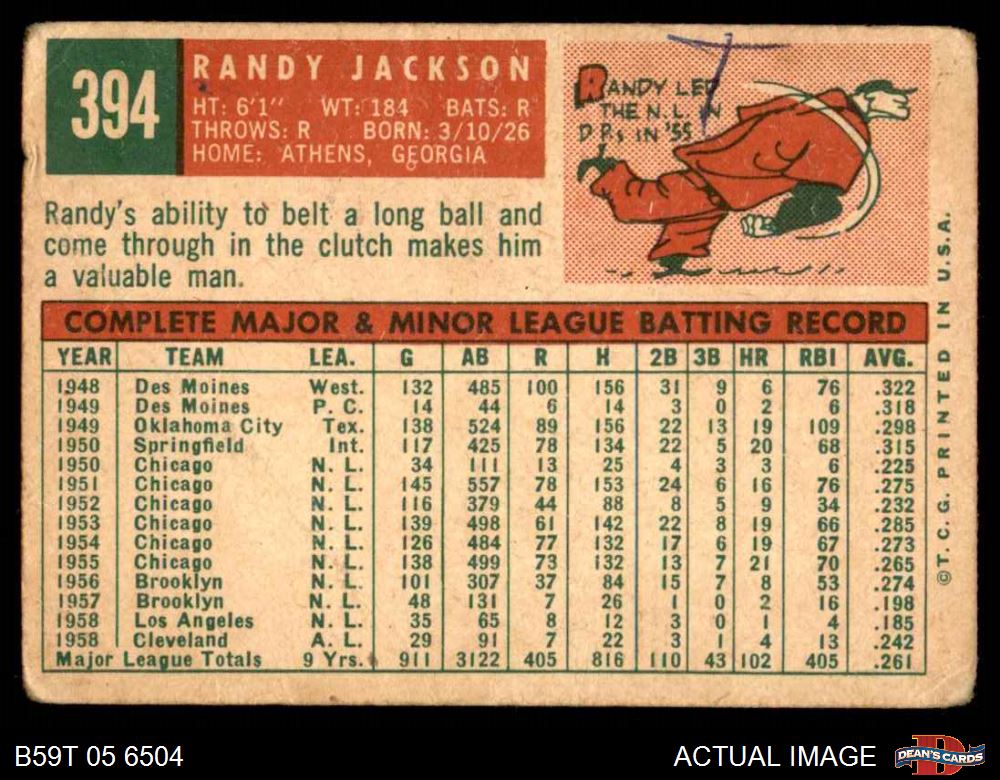 394
RANDY JACKSON
HT: 6'1" WT: 184 BATS: R
THROWS: R BORN: 3/10/26
HOME: ATHENS, GEORGIA
RANDY LED
THE N.L. IN
D.P.s IN '55
Randy's ability to belt a long ball and
come through in the clutch makes him
a valuable man.
COMPLETE MAJOR & MINOR LEAGUE BATTING RECORD
YEAR TEAM LEA. G AB R H 2B 3B HR RBI AVG.
1948 Des Moines West. 132 485 100 156 31 9 6 76 .322
1949 Des Moines P. C. 14 44 6 14 3 0 2 6 .318
1949 Oklahoma City Tex. 138 524 89 156 22 13 19 109 .298
1950 Springfield Int. 117 425 78 134 22 5 20 68 .315
1950 Chicago N. L. 34 111 13 25 4 3 3 6 .225
1951 Chicago N. L. 145 557 78 153 24 6 16 76 .275
1952 Chicago N. L. 116 379 44 88 8 5 9 34 .232
1953 Chicago N. L. 139 498 61 142 22 8 19 66 .285
1954 Chicago N. L. 126 484 77 132 17 6 19 67 .273
1955 Chicago N. L. 138 499 73 132 13 7 21 70 .265
1956 Brooklyn N. L. 101 307 37 84 15 7 8 53 .274
1957 Brooklyn N. L. 48 131 7 26 1 0 2 16 .198
1958 Los Angeles N. L. 35 65 8 12 3 0 1 4 .185
1958 Cleveland A. L. 29 91 7 22 3 1 4 13 .242
Major League Totals 9 Yrs. 911 3122 405 816 110 43 102 405 .261
©T. C. G. PRINTED IN U.S.A.
B59T 05 6504
ACTUAL IMAGE
D
DEAN'S CARDS